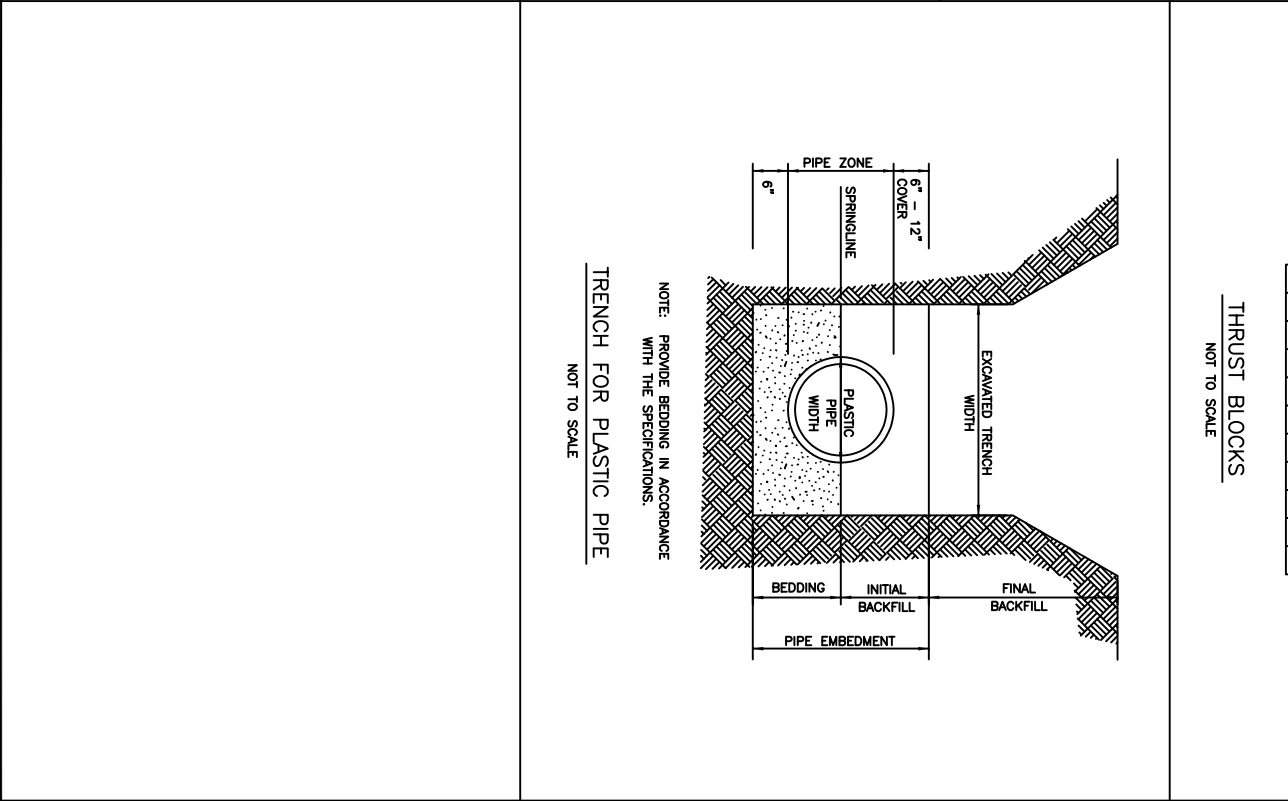 THRUST BLOCKS
NOT TO SCALE
FINAL
BACKFILL
EXCAVATED TRENCH
WIDTH
6" - 12"
COVER
INITIAL
BACKFILL
PIPE ZONE
SPRINGLINE
PLASTIC
PIPE
WIDTH
PIPE EMBEDMENT
BEDDING
6"
NOTE: PROVIDE BEDDING IN ACCORDANCE
WITH THE SPECIFICATIONS.
TRENCH FOR PLASTIC PIPE
NOT TO SCALE